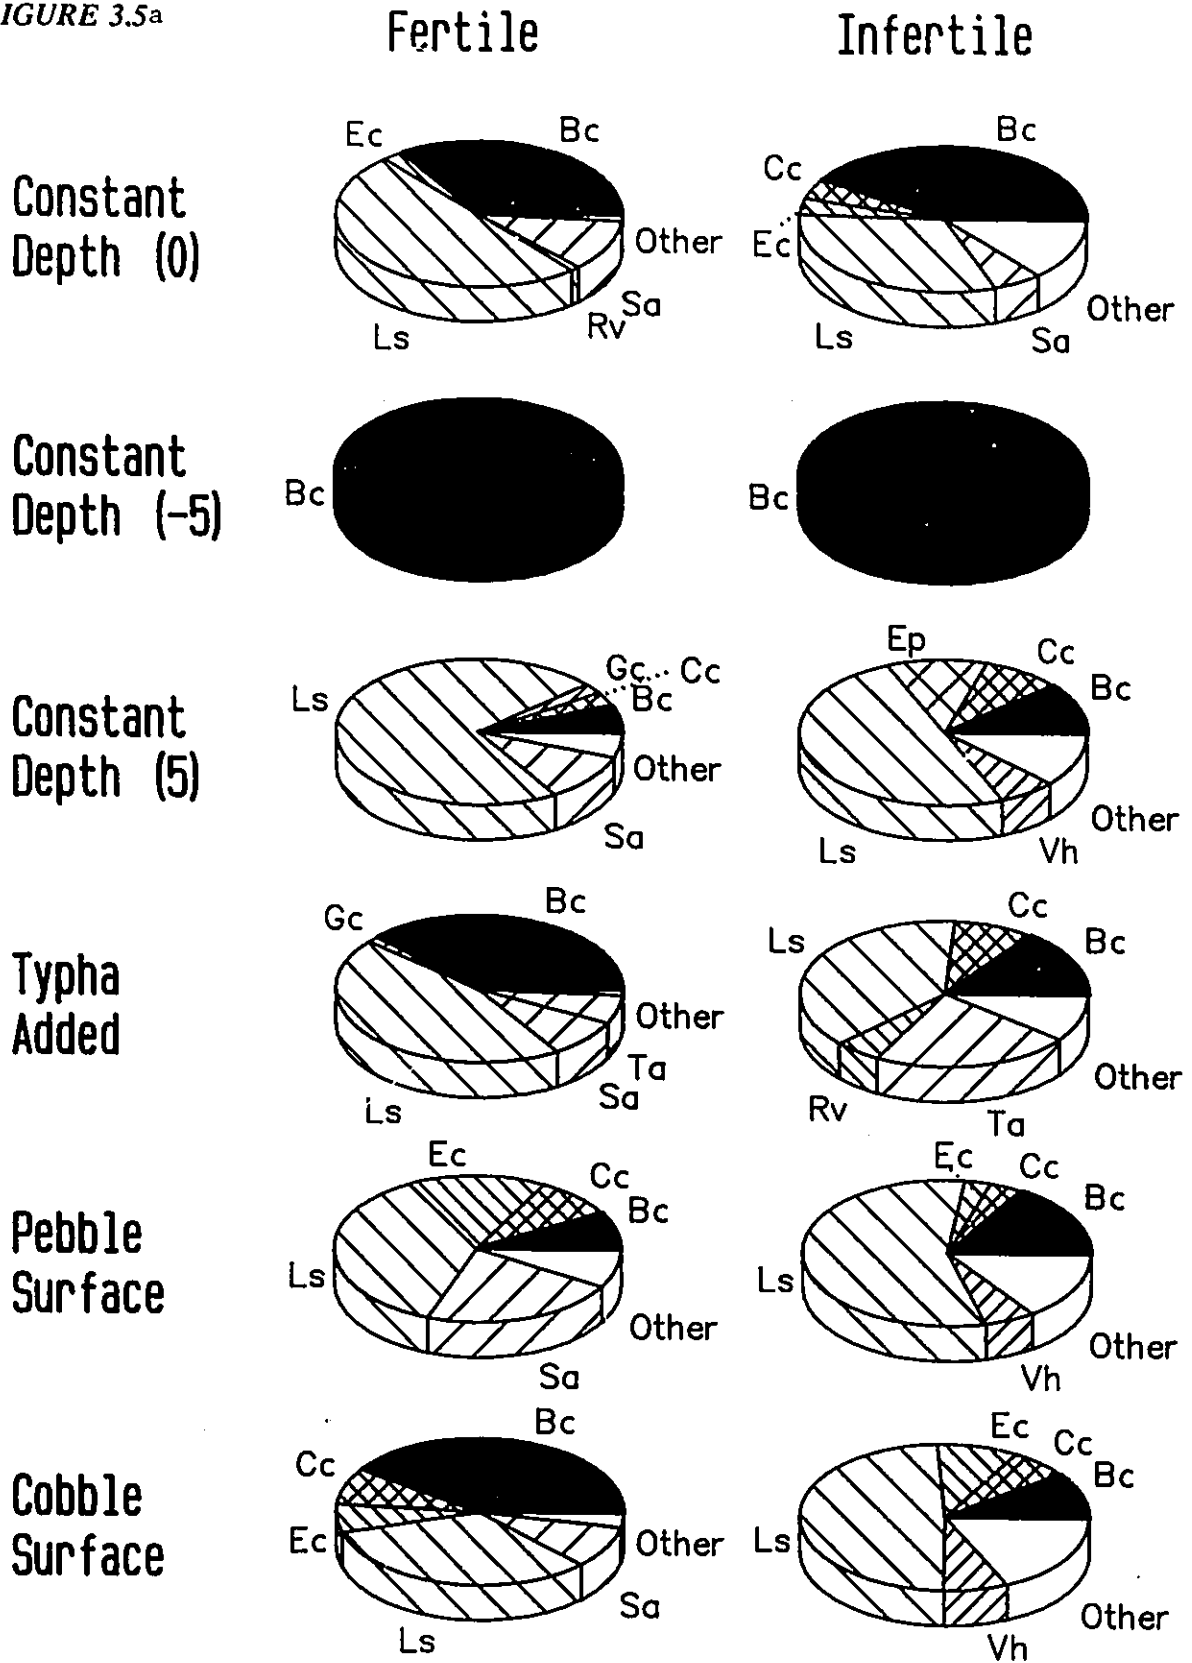 IGURE 3.5a
Fertile Infertile
Constant
Depth (0)
Ec Bc Other Sa Rv Ls
Bc Cc Ec Ls Sa Other
Constant
Depth (-5)
Bc
Bc
Constant
Depth (5)
Ls Gc Cc Bc Other Sa
Ep Cc Bc Other Vh Ls
Typha
Added
Gc Bc Other Ta Sa Ls
Ls Cc Bc Other Ta Rv
Pebble
Surface
Ec Cc Bc Ls Other Sa
Ec Cc Bc Ls Other Vh
Cobble
Surface
Bc Cc Ec Other Sa Ls
Ec Cc Bc Ls Other Vh